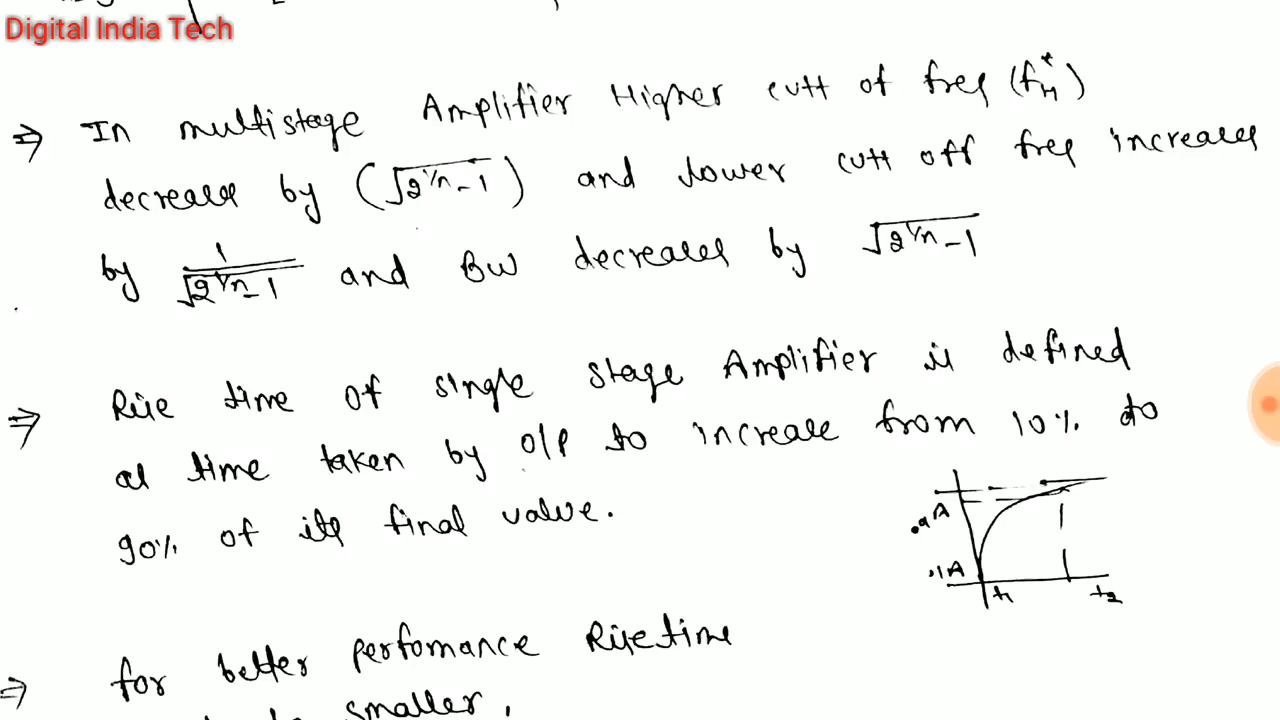 Digital India Tech
⇒ In multistage Amplifier Higher cutt of freq (f*H)
decreases by (√2^1/n - 1) and lower cutt off freq increases
by 1/√2^1/n - 1 and BW decreases by √2^1/n - 1
⇒ Rise time of single stage Amplifier is defined
as time taken by O/P to increase from 10% to
90% of its final value.
.9A
.1A
t1 t2
⇒ for better perfomance Rise time
smaller.